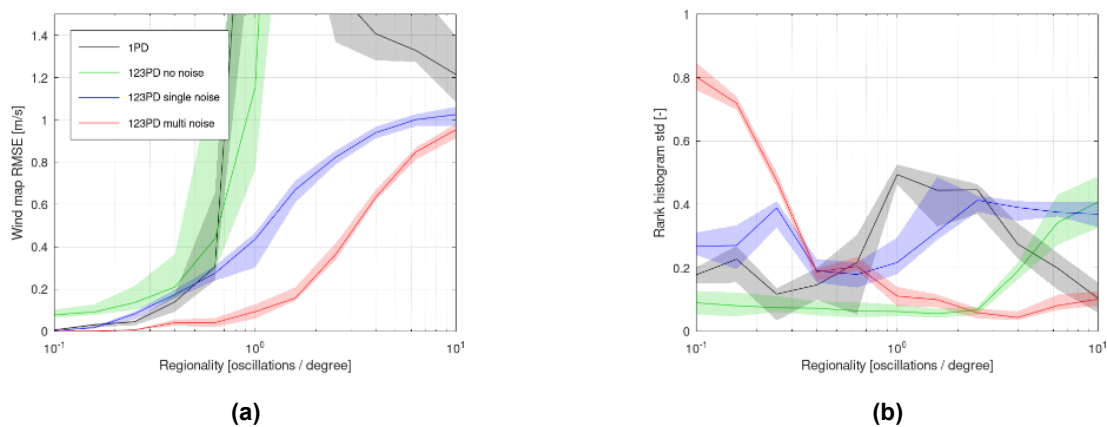 1.4
1.2
1
0.8
0.6
0.4
0.2
0
Wind map RMSE [m/s]
1PD
123PD no noise
123PD single noise
123PD multi noise
10^-1
10^0
10^1
Regionality [oscillations / degree]
(a)
1
0.8
0.6
0.4
0.2
0
Rank histogram std [-]
10^-1
10^0
10^1
Regionality [oscillations / degree]
(b)